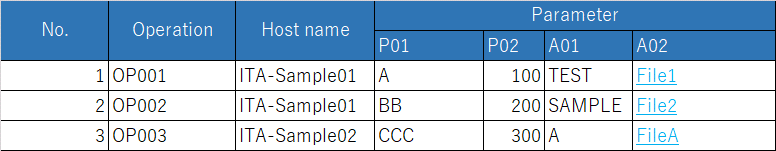 No. Operation Host name Parameter
P01 P02 A01 A02
1 OP001 ITA-Sample01 A 100 TEST File1
2 OP002 ITA-Sample01 BB 200 SAMPLE File2
3 OP003 ITA-Sample02 CCC 300 A FileA